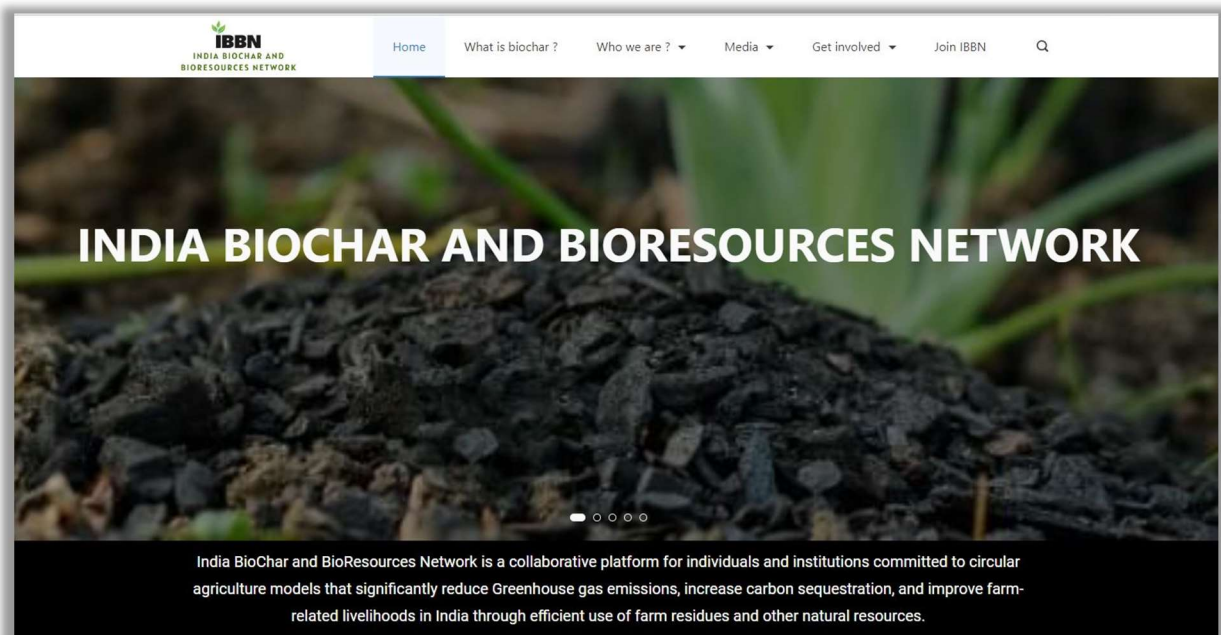 IBBN
INDIA BIOCHAR AND
BIORESOURCES NETWORK
Home
What is biochar ?
Who we are ?
Media
Get involved
Join IBBN
INDIA BIOCHAR AND BIORESOURCES NETWORK
India BioChar and BioResources Network is a collaborative platform for individuals and institutions committed to circular
agriculture models that significantly reduce Greenhouse gas emissions, increase carbon sequestration, and improve farm-
related livelihoods in India through efficient use of farm residues and other natural resources.